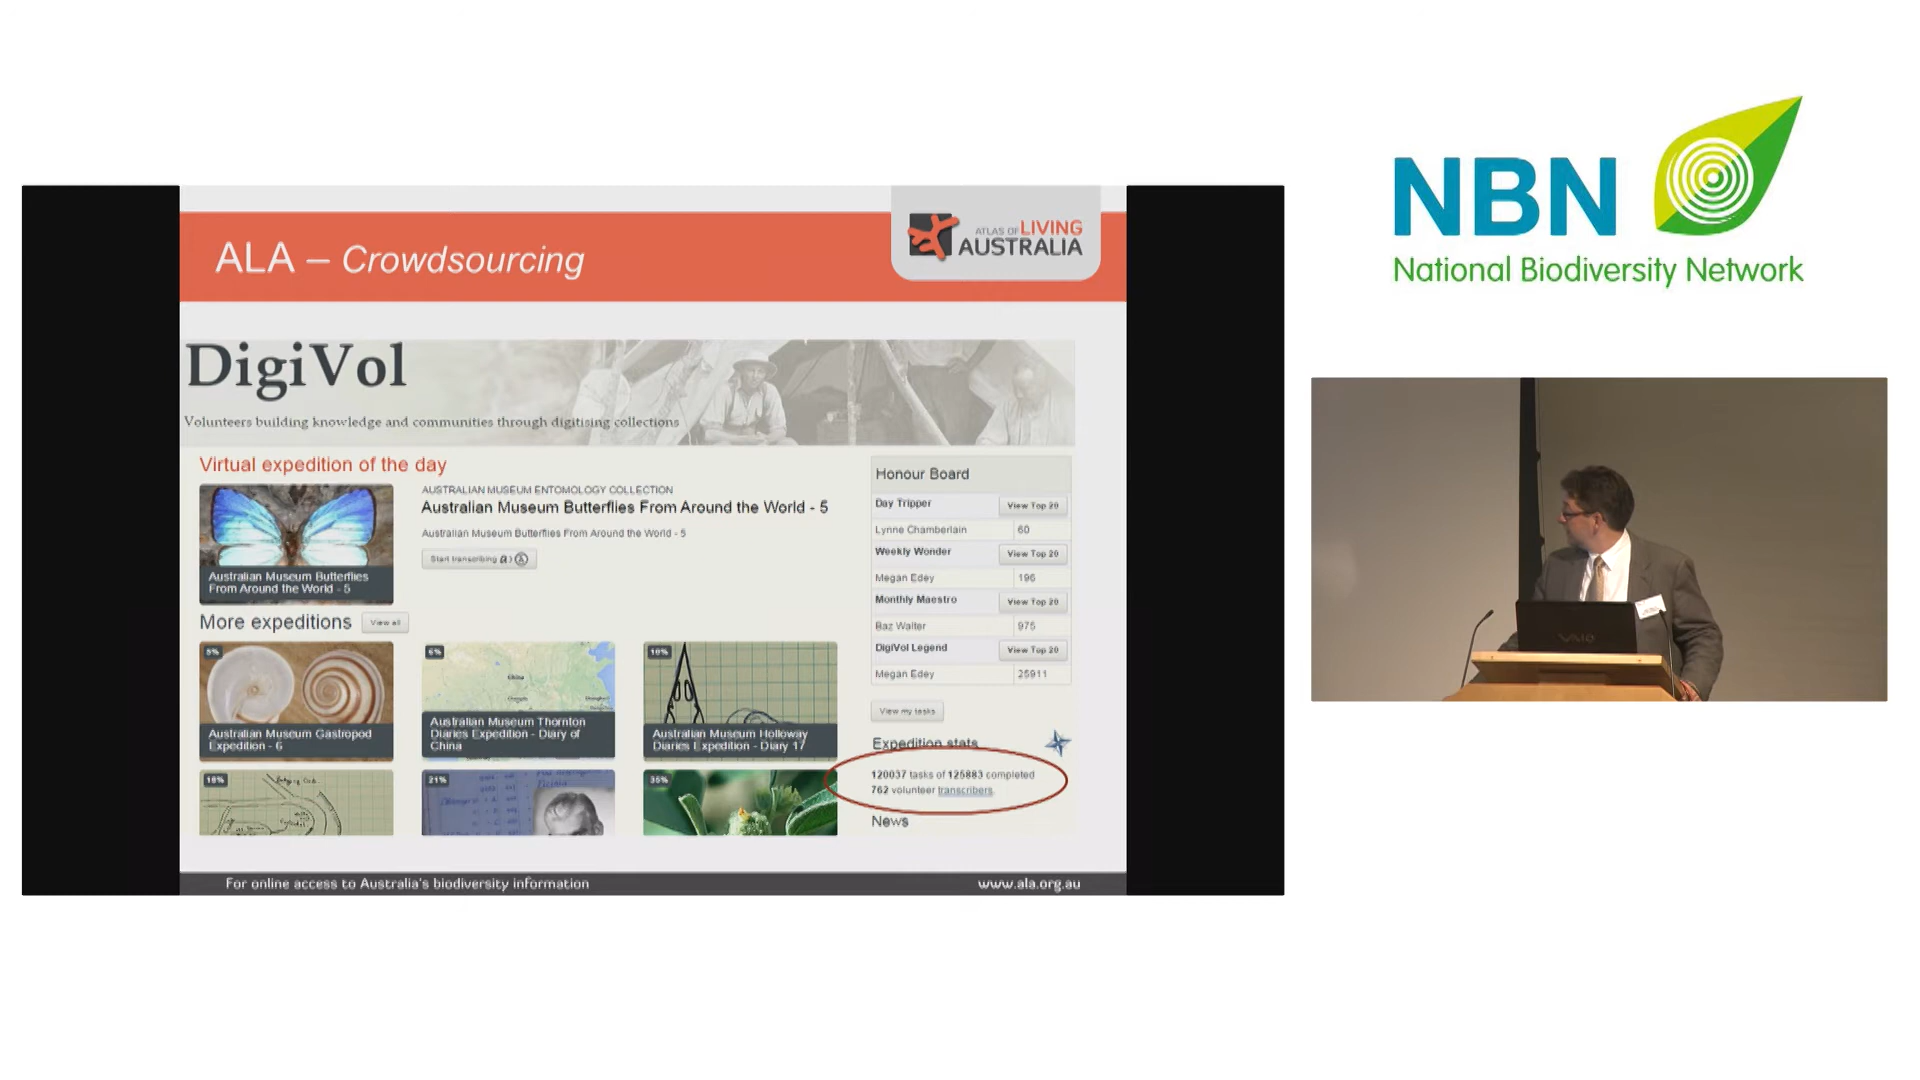 ALA – Crowdsourcing
ATLAS OF LIVING
AUSTRALIA
DigiVol
Volunteers building knowledge and communities through digitising collections
Virtual expedition of the day
AUSTRALIAN MUSEUM ENTOMOLOGY COLLECTION
Australian Museum Butterflies From Around the World - 5
Australian Museum Butterflies From Around the World - 5
Start transcribing
Australian Museum Butterflies
From Around the World - 5
More expeditions
View all
5%
Australian Museum Gastropod
Expedition - 6
6%
China
Australian Museum Thornton
Diaries Expedition - Diary of
China
10%
Australian Museum Holloway
Diaries Expedition - Diary 17
21%
35%
Honour Board
Day Tripper
View Top 20
Lynne Chamberlain 60
Weekly Wonder
View Top 20
Megan Edey 196
Monthly Maestro
View Top 20
Baz Walter 975
DigiVol Legend
View Top 20
Megan Edey 25911
View my tasks
Expedition stats
120037 tasks of 125883 completed
762 volunteer transcribers.
News
For online access to Australia's biodiversity information
www.ala.org.au
NBN
National Biodiversity Network
VAIO